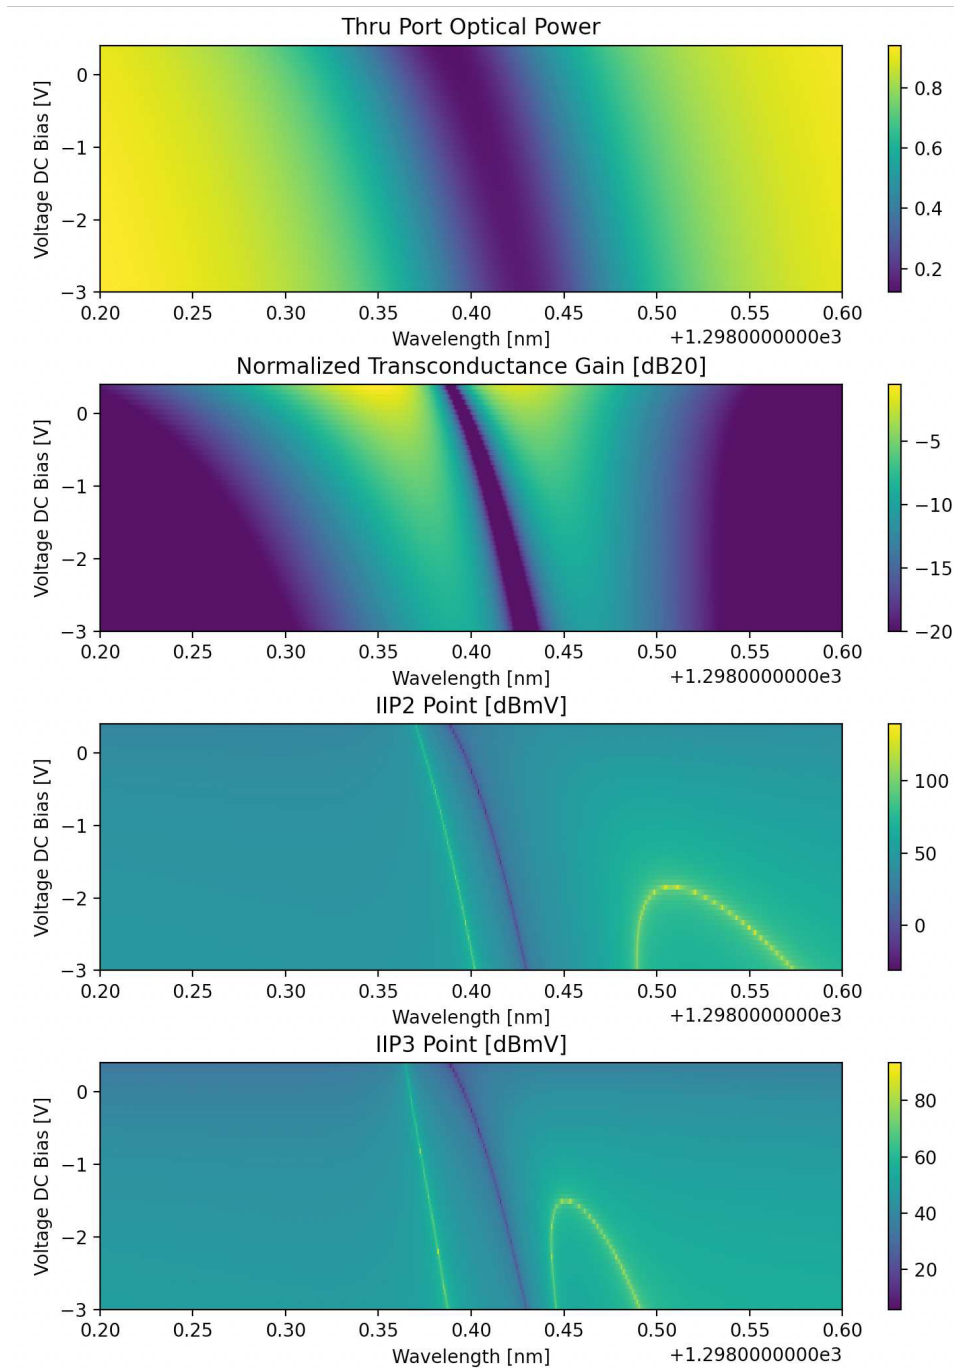 Thru Port Optical Power
Voltage DC Bias [V]
0
−1
−2
−3
0.20 0.25 0.30 0.35 0.40 0.45 0.50 0.55 0.60
Wavelength [nm]
+1.2980000000e3
0.8
0.6
0.4
0.2
Normalized Transconductance Gain [dB20]
Voltage DC Bias [V]
0
−1
−2
−3
0.20 0.25 0.30 0.35 0.40 0.45 0.50 0.55 0.60
Wavelength [nm]
+1.2980000000e3
−5
−10
−15
−20
IIP2 Point [dBmV]
Voltage DC Bias [V]
0
−1
−2
−3
0.20 0.25 0.30 0.35 0.40 0.45 0.50 0.55 0.60
Wavelength [nm]
+1.2980000000e3
100
50
0
IIP3 Point [dBmV]
Voltage DC Bias [V]
0
−1
−2
−3
0.20 0.25 0.30 0.35 0.40 0.45 0.50 0.55 0.60
Wavelength [nm]
+1.2980000000e3
80
60
40
20